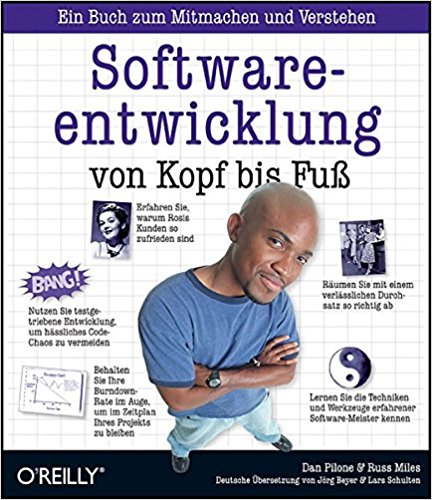 Ein Buch zum Mitmachen und Verstehen
Software-
entwicklung
von Kopf bis Fuß
Erfahren Sie,
warum Rosis
Kunden so
zufrieden sind
BANG!
Nutzen Sie testge-
triebene Entwicklung,
um hässliches Code-
Chaos zu vermeiden
Räumen Sie mit einem
verlässlichen Durch-
satz so richtig ab
Behalten
Sie Ihre
Burndown-
Rate im Auge,
um im Zeitplan
Ihres Projekts
zu bleiben
Lernen Sie die Techniken
und Werkzeuge erfahrener
Software-Meister kennen
O'REILLY®
Dan Pilone & Russ Miles
Deutsche Übersetzung von Jörg Beyer & Lars Schulten